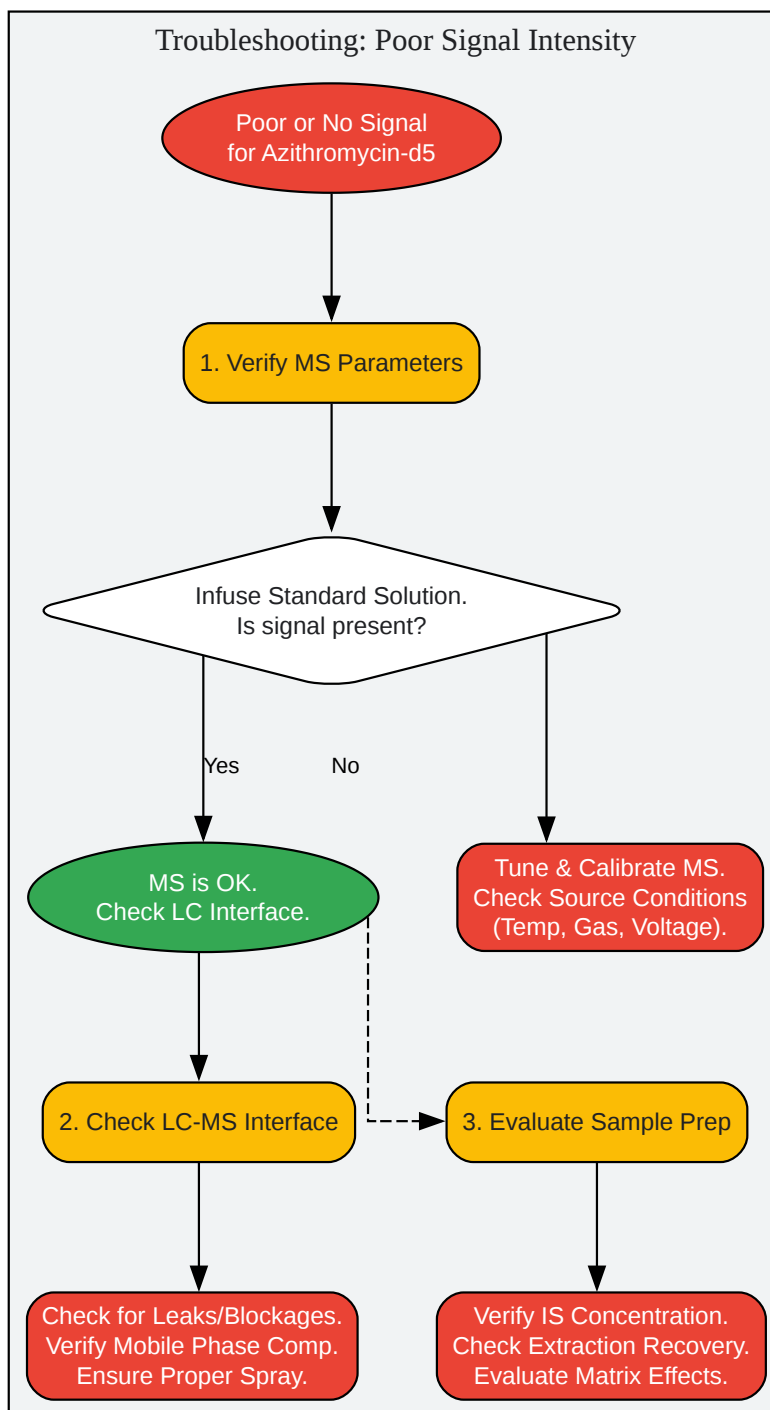 Troubleshooting: Poor Signal Intensity
Poor or No Signal
for Azithromycin-d5
1. Verify MS Parameters
Infuse Standard Solution.
Is signal present?
Yes
No
MS is OK.
Check LC Interface.
Tune & Calibrate MS.
Check Source Conditions
(Temp, Gas, Voltage).
2. Check LC-MS Interface
3. Evaluate Sample Prep
Check for Leaks/Blockages.
Verify Mobile Phase Comp.
Ensure Proper Spray.
Verify IS Concentration.
Check Extraction Recovery.
Evaluate Matrix Effects.